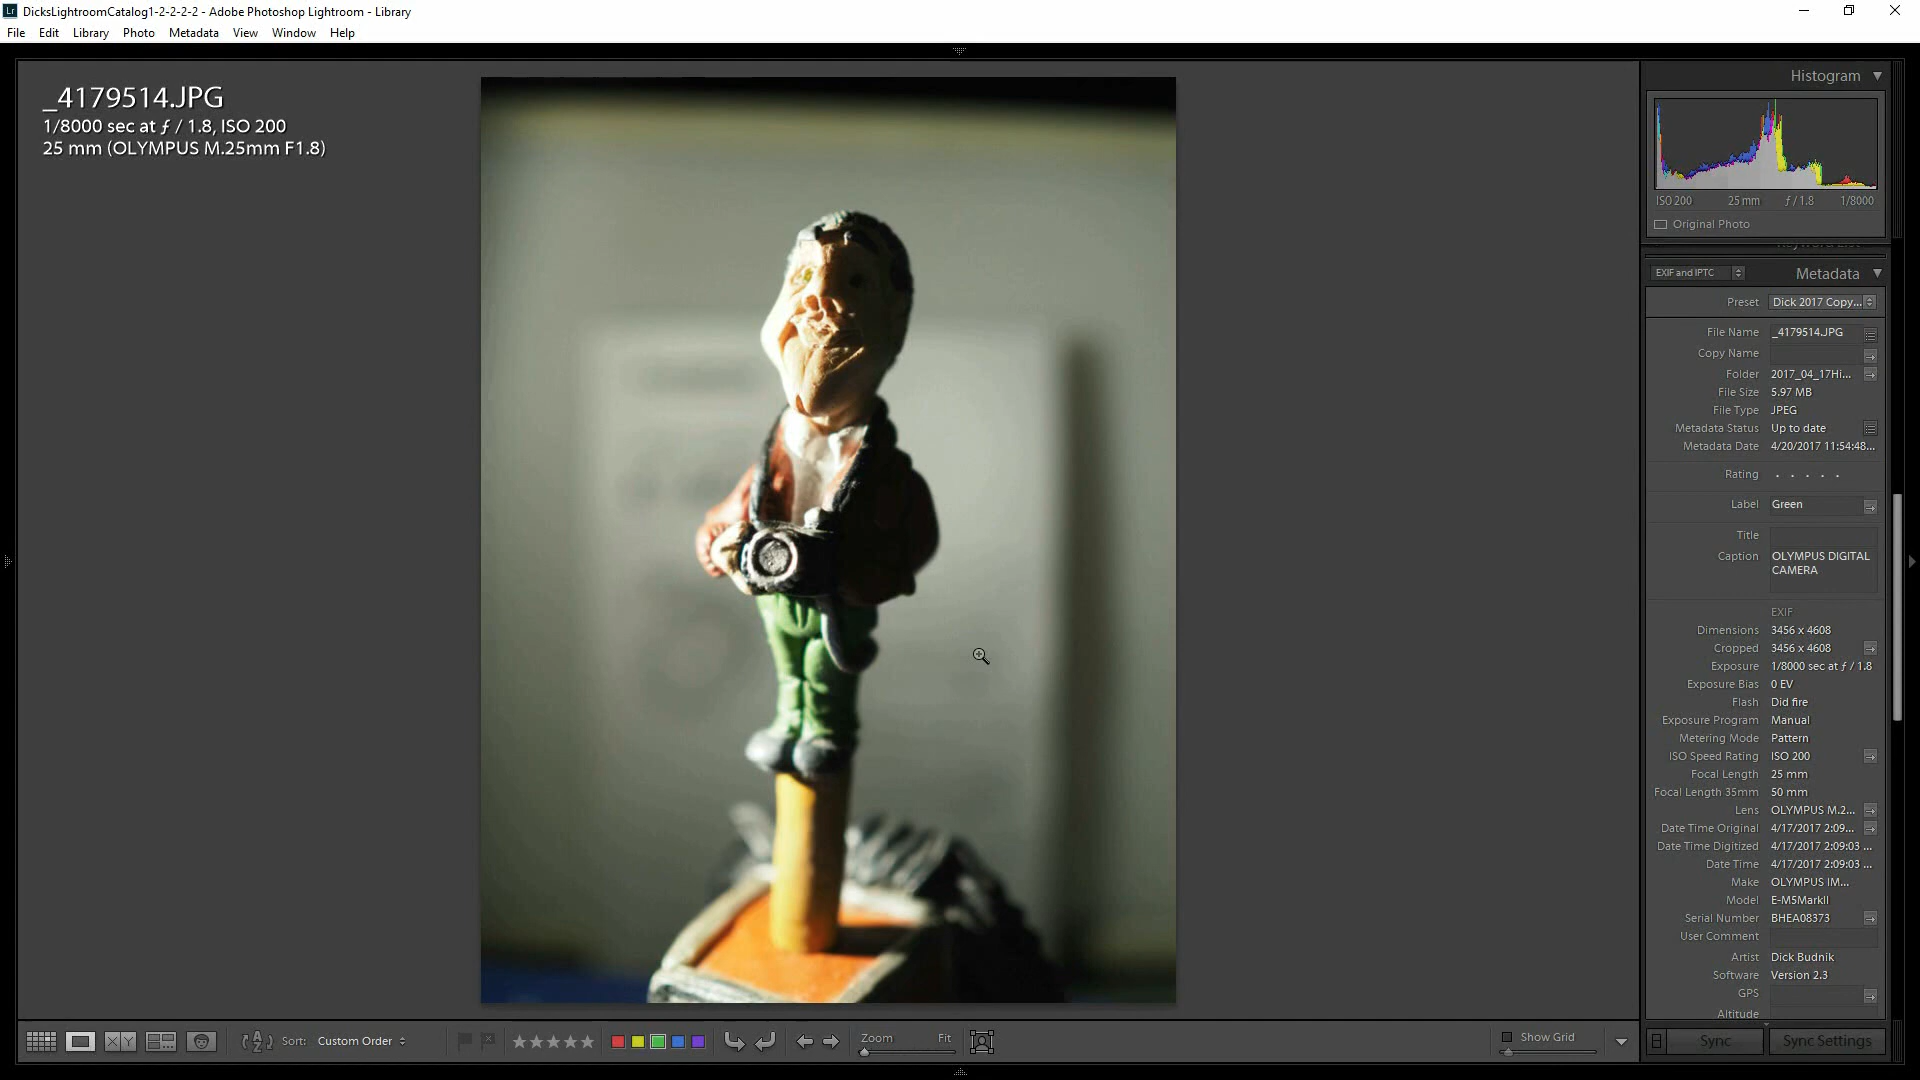 DicksLightroomCatalog1-2-2-2-2 - Adobe Photoshop Lightroom - Library
File Edit Library Photo Metadata View Window Help
_4179514.JPG
1/8000 sec at ƒ / 1.8, ISO 200
25 mm (OLYMPUS M.25mm F1.8)
Histogram
ISO 200 25 mm ƒ / 1.8 1/8000
Original Photo
Keyword List
EXIF and IPTC Metadata
Preset Dick 2017 Copy...
File Name _4179514.JPG
Copy Name
Folder 2017_04_17Hi...
File Size 5.97 MB
File Type JPEG
Metadata Status Up to date
Metadata Date 4/20/2017 11:54:48...
Rating
Label Green
Title
Caption OLYMPUS DIGITAL
CAMERA
EXIF
Dimensions 3456 x 4608
Cropped 3456 x 4608
Exposure 1/8000 sec at ƒ / 1.8
Exposure Bias 0 EV
Flash Did fire
Exposure Program Manual
Metering Mode Pattern
ISO Speed Rating ISO 200
Focal Length 25 mm
Focal Length 35mm 50 mm
Lens OLYMPUS M.2...
Date Time Original 4/17/2017 2:09...
Date Time Digitized 4/17/2017 2:09:03 ...
Date Time 4/17/2017 2:09:03 ...
Make OLYMPUS IM...
Model E-M5MarkII
Serial Number BHEA08373
User Comment
Artist Dick Budnik
Software Version 2.3
GPS
Altitude
Sort: Custom Order Zoom Fit Show Grid Sync Sync Settings